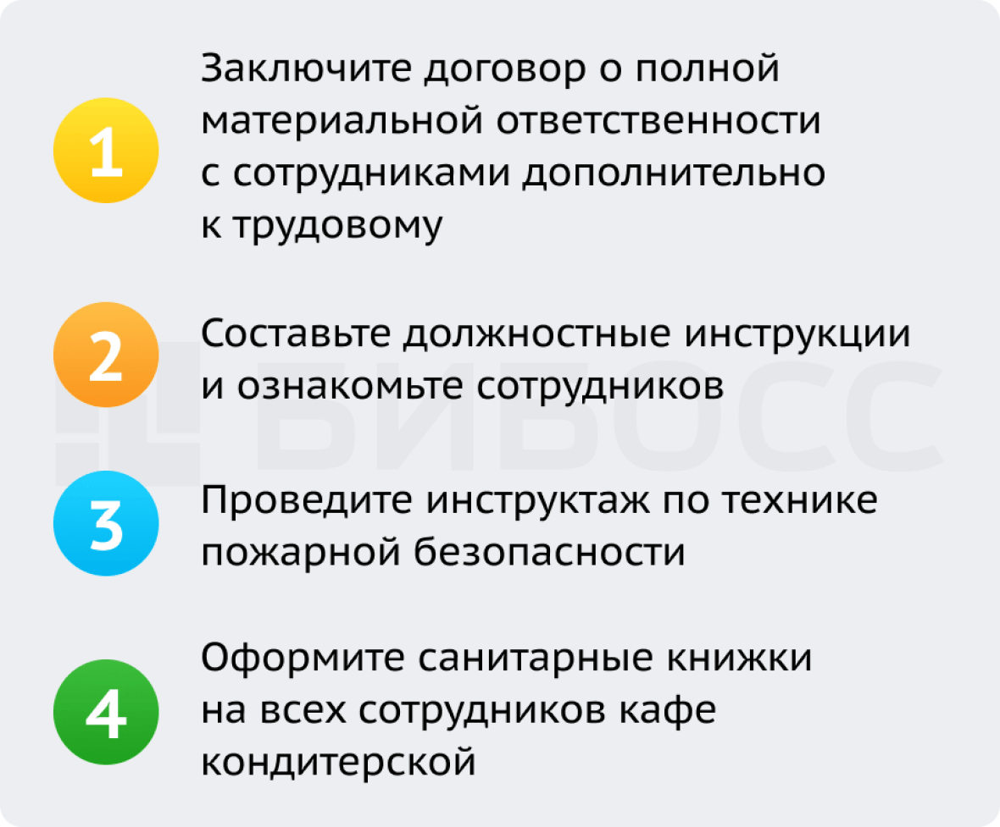 1
Заключите договор о полной
материальной ответственности
с сотрудниками дополнительно
к трудовому
2
Составьте должностные инструкции
и ознакомьте сотрудников
БИБОСС
3
Проведите инструктаж по технике
пожарной безопасности
4
Оформите санитарные книжки
на всех сотрудников кафе
кондитерской